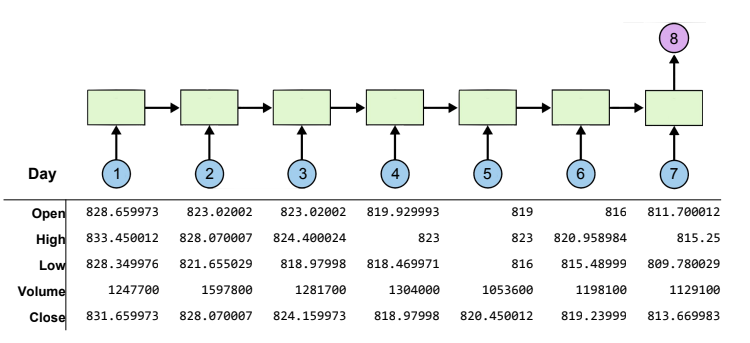 8
Day 1 2 3 4 5 6 7
Open 828.659973 823.02002 823.02002 819.929993 819 816 811.700012
High 833.450012 828.070007 824.400024 823 823 820.958984 815.25
Low 828.349976 821.655029 818.97998 818.469971 816 815.48999 809.780029
Volume 1247700 1597800 1281700 1304000 1053600 1198100 1129100
Close 831.659973 828.070007 824.159973 818.97998 820.450012 819.23999 813.669983